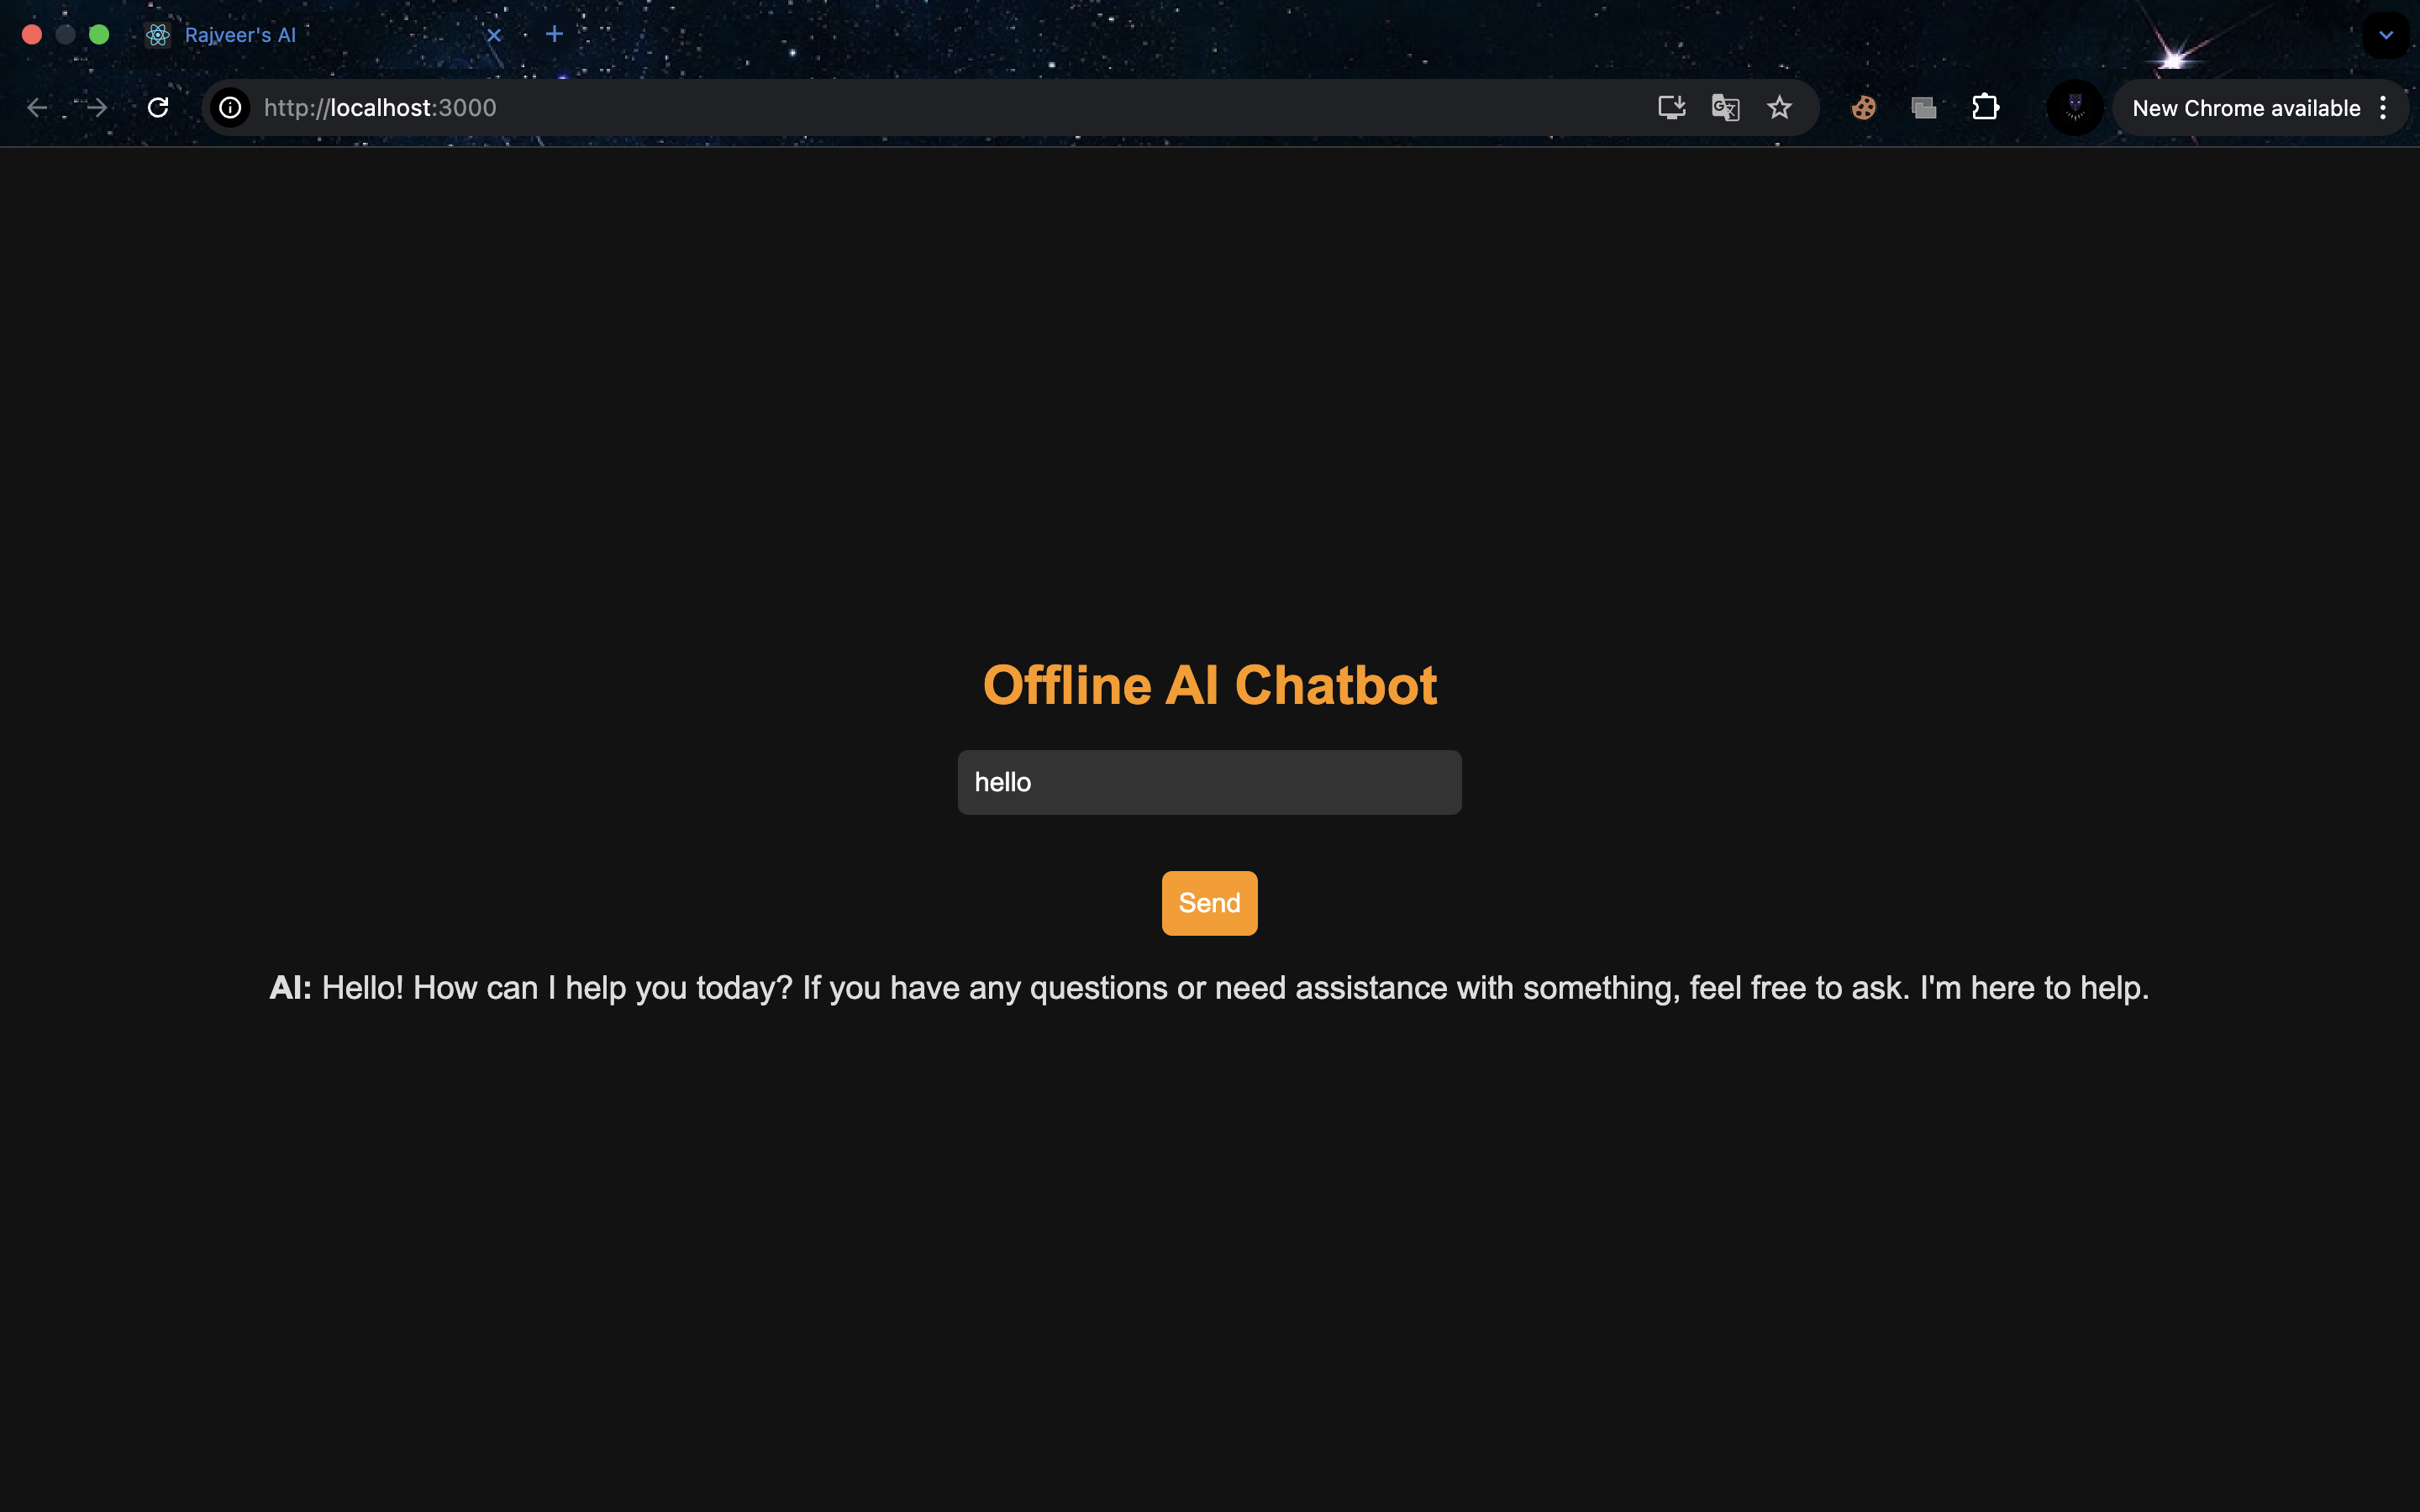 Rajveer's AI
http://localhost:3000
New Chrome available
Offline AI Chatbot
hello
Send
AI: Hello! How can I help you today? If you have any questions or need assistance with something, feel free to ask. I'm here to help.